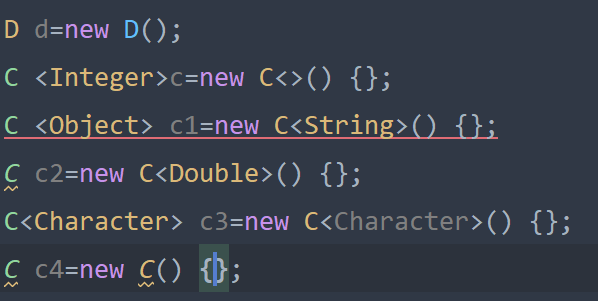 D d=new D();
C <Integer>c=new C<>() {};
C <Object> c1=new C<String>() {};
C c2=new C<Double>() {};
C<Character> c3=new C<Character>() {};
C c4=new C() {};